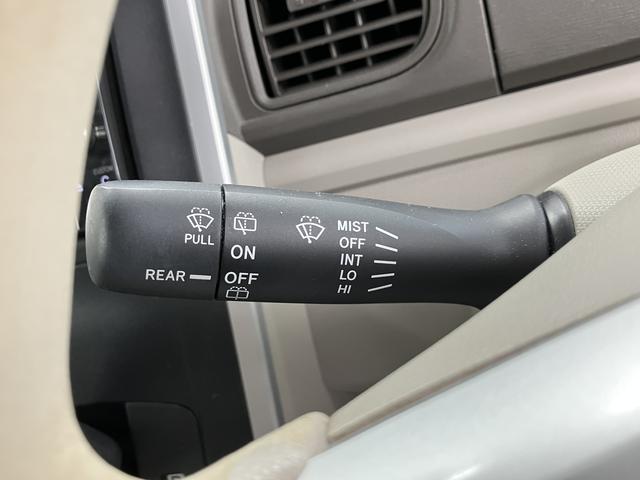 PULL
REAR
ON
OFF
MIST
OFF
INT
LO
HI